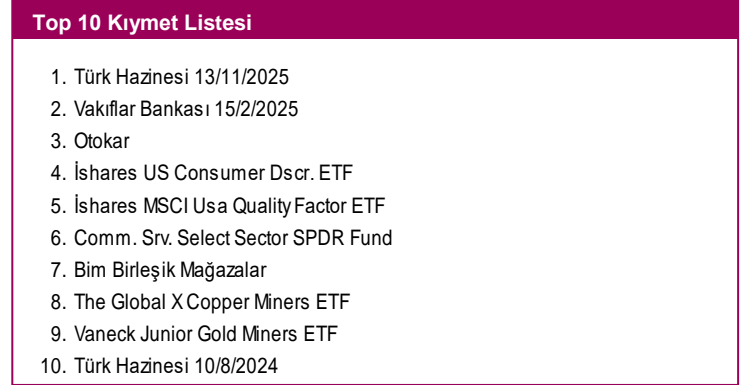 Top 10 Kıymet Listesi
1. Türk Hazinesi 13/11/2025
2. Vakıflar Bankası 15/2/2025
3. Otokar
4. İshares US Consumer Dscr. ETF
5. İshares MSCI Usa Quality Factor ETF
6. Comm. Srv. Select Sector SPDR Fund
7. Bim Birleşik Mağazalar
8. The Global X Copper Miners ETF
9. Vaneck Junior Gold Miners ETF
10. Türk Hazinesi 10/8/2024